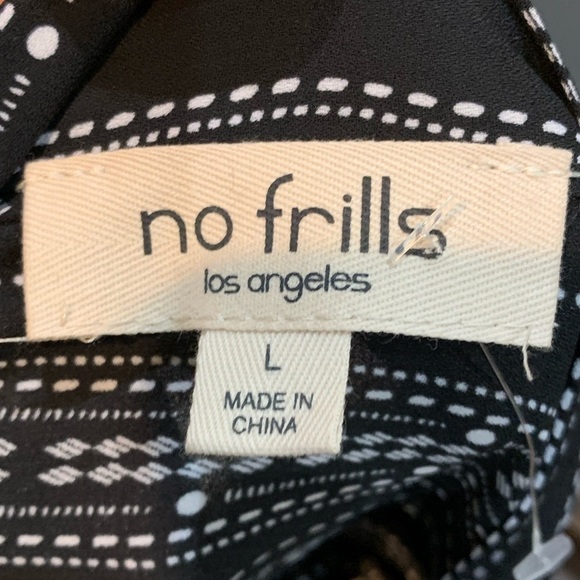 no frills
los angeles
L
MADE IN
CHINA